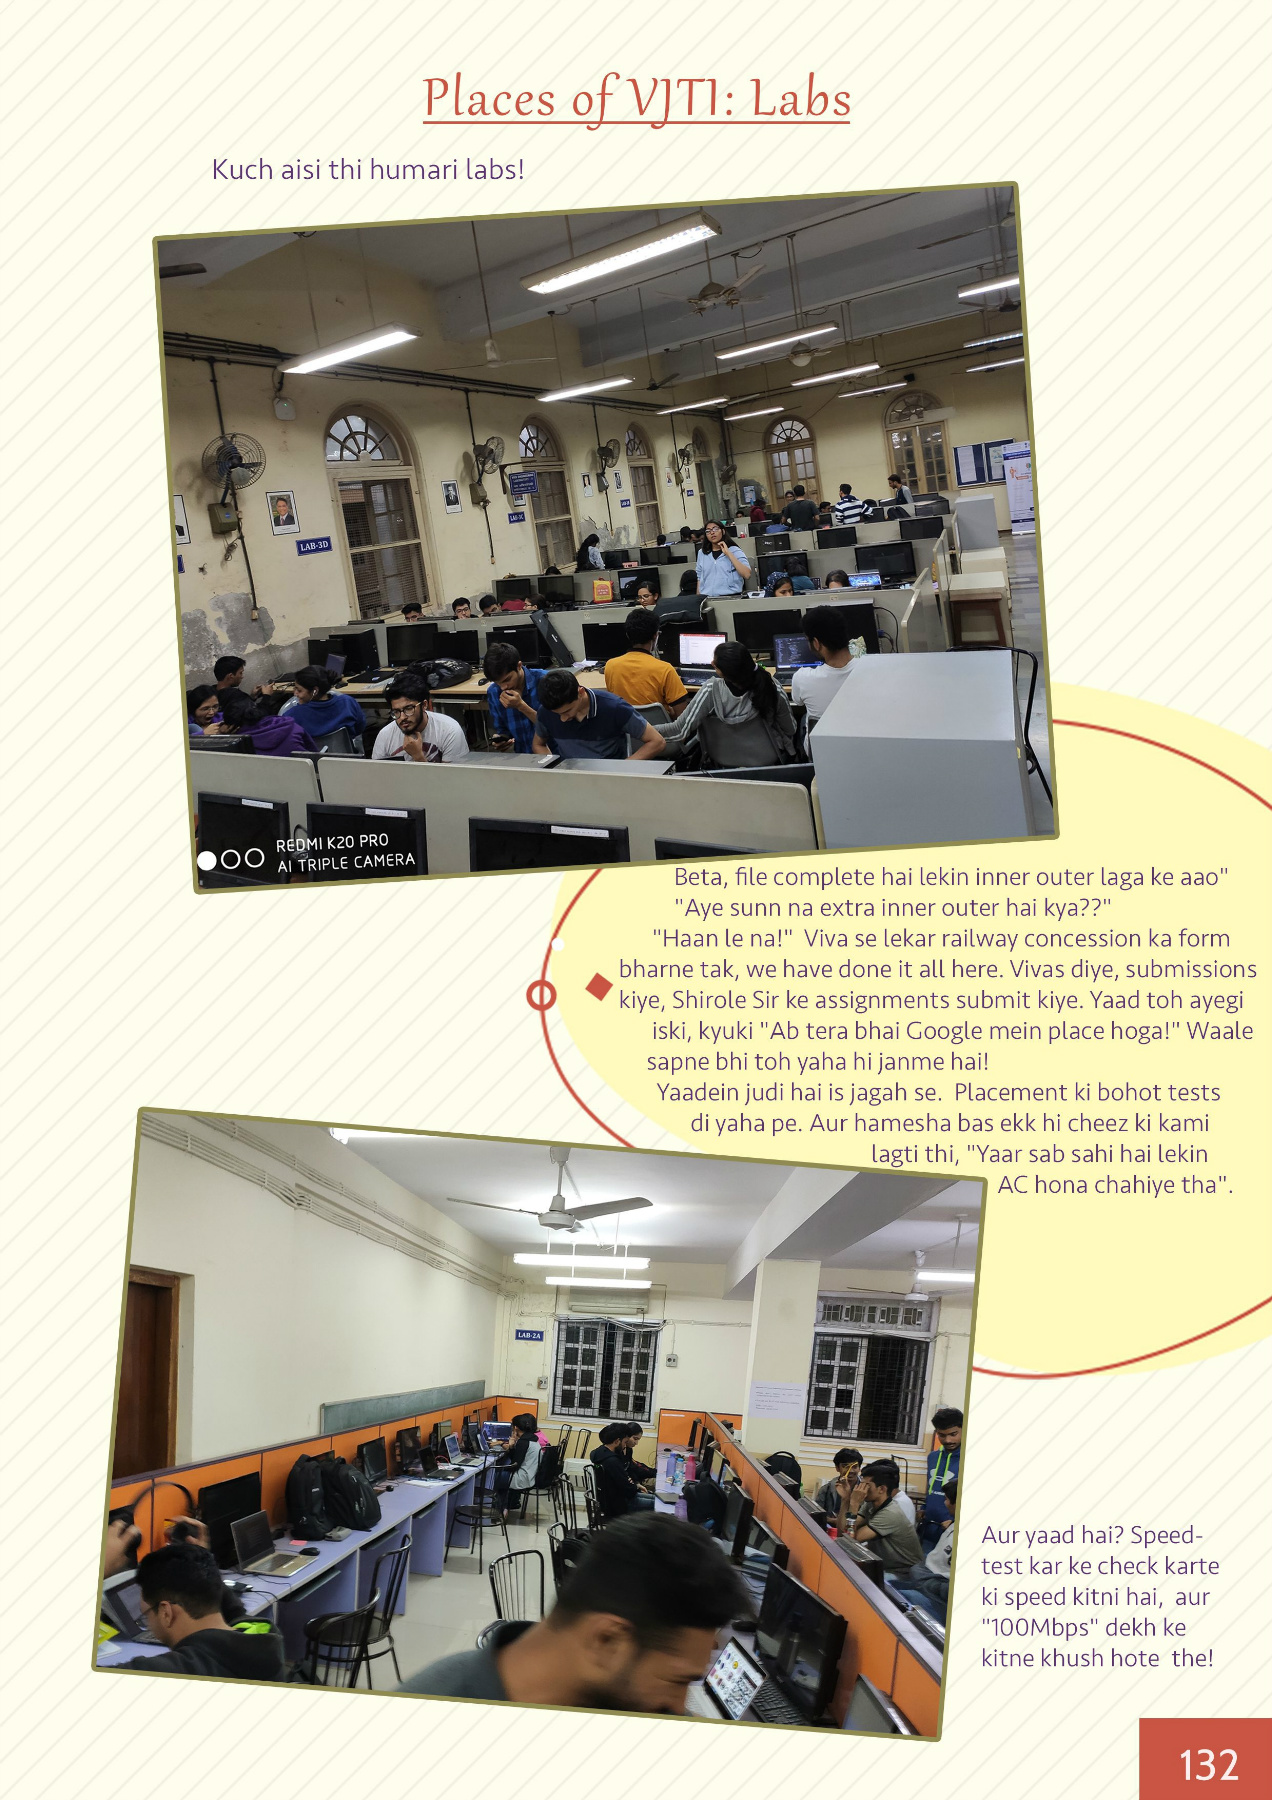 Places of VJTI: Labs
Kuch aisi thi humari labs!
LAB-3D
LAB-3C
REDMI K20 PRO
AI TRIPLE CAMERA
Beta, file complete hai lekin inner outer laga ke aao"
"Aye sunn na extra inner outer hai kya??"
"Haan le na!" Viva se lekar railway concession ka form
bharne tak, we have done it all here. Vivas diye, submissions
kiye, Shirole Sir ke assignments submit kiye. Yaad toh ayegi
iski, kyuki "Ab tera bhai Google mein place hoga!" Waale
sapne bhi toh yaha hi janme hai!
Yaadein judi hai is jagah se. Placement ki bohot tests
di yaha pe. Aur hamesha bas ekk hi cheez ki kami
lagti thi, "Yaar sab sahi hai lekin
AC hona chahiye tha".
LAB-2A
Aur yaad hai? Speed-
test kar ke check karte
ki speed kitni hai, aur
"100Mbps" dekh ke
kitne khush hote the!
132